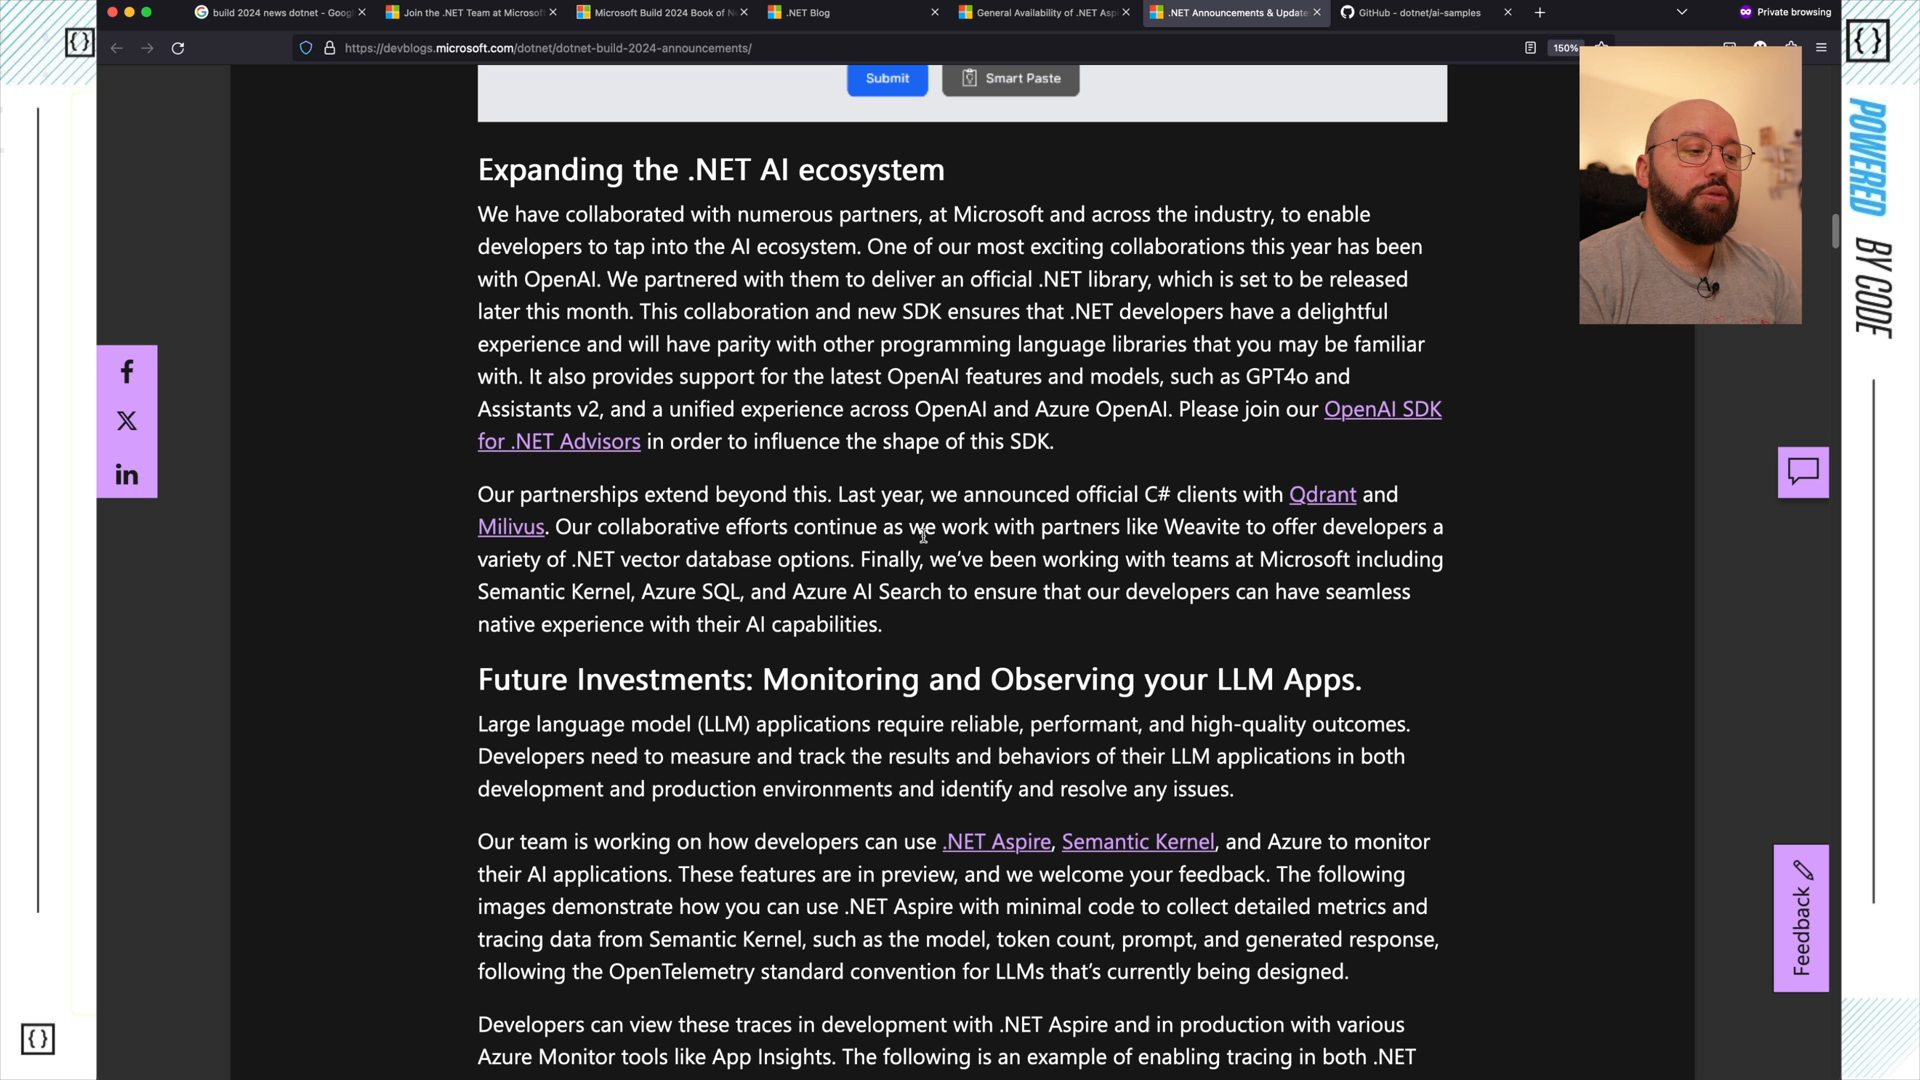 build 2024 news dotnet - Goog
Join the .NET Team at Microsof
Microsoft Build 2024 Book of N
.NET Blog
General Availability of .NET Asp
.NET Announcements & Update
GitHub - dotnet/ai-samples
Private browsing
https://devblogs.microsoft.com/dotnet/dotnet-build-2024-announcements/
150%
Submit
Smart Paste
Expanding the .NET AI ecosystem
We have collaborated with numerous partners, at Microsoft and across the industry, to enable
developers to tap into the AI ecosystem. One of our most exciting collaborations this year has been
with OpenAI. We partnered with them to deliver an official .NET library, which is set to be released
later this month. This collaboration and new SDK ensures that .NET developers have a delightful
experience and will have parity with other programming language libraries that you may be familiar
with. It also provides support for the latest OpenAI features and models, such as GPT4o and
Assistants v2, and a unified experience across OpenAI and Azure OpenAI. Please join our OpenAI SDK
for .NET Advisors in order to influence the shape of this SDK.
Our partnerships extend beyond this. Last year, we announced official C# clients with Qdrant and
Milivus. Our collaborative efforts continue as we work with partners like Weavite to offer developers a
variety of .NET vector database options. Finally, we’ve been working with teams at Microsoft including
Semantic Kernel, Azure SQL, and Azure AI Search to ensure that our developers can have seamless
native experience with their AI capabilities.
Future Investments: Monitoring and Observing your LLM Apps.
Large language model (LLM) applications require reliable, performant, and high-quality outcomes.
Developers need to measure and track the results and behaviors of their LLM applications in both
development and production environments and identify and resolve any issues.
Our team is working on how developers can use .NET Aspire, Semantic Kernel, and Azure to monitor
their AI applications. These features are in preview, and we welcome your feedback. The following
images demonstrate how you can use .NET Aspire with minimal code to collect detailed metrics and
tracing data from Semantic Kernel, such as the model, token count, prompt, and generated response,
following the OpenTelemetry standard convention for LLMs that’s currently being designed.
Developers can view these traces in development with .NET Aspire and in production with various
Azure Monitor tools like App Insights. The following is an example of enabling tracing in both .NET
Feedback
POWERED BY CODE